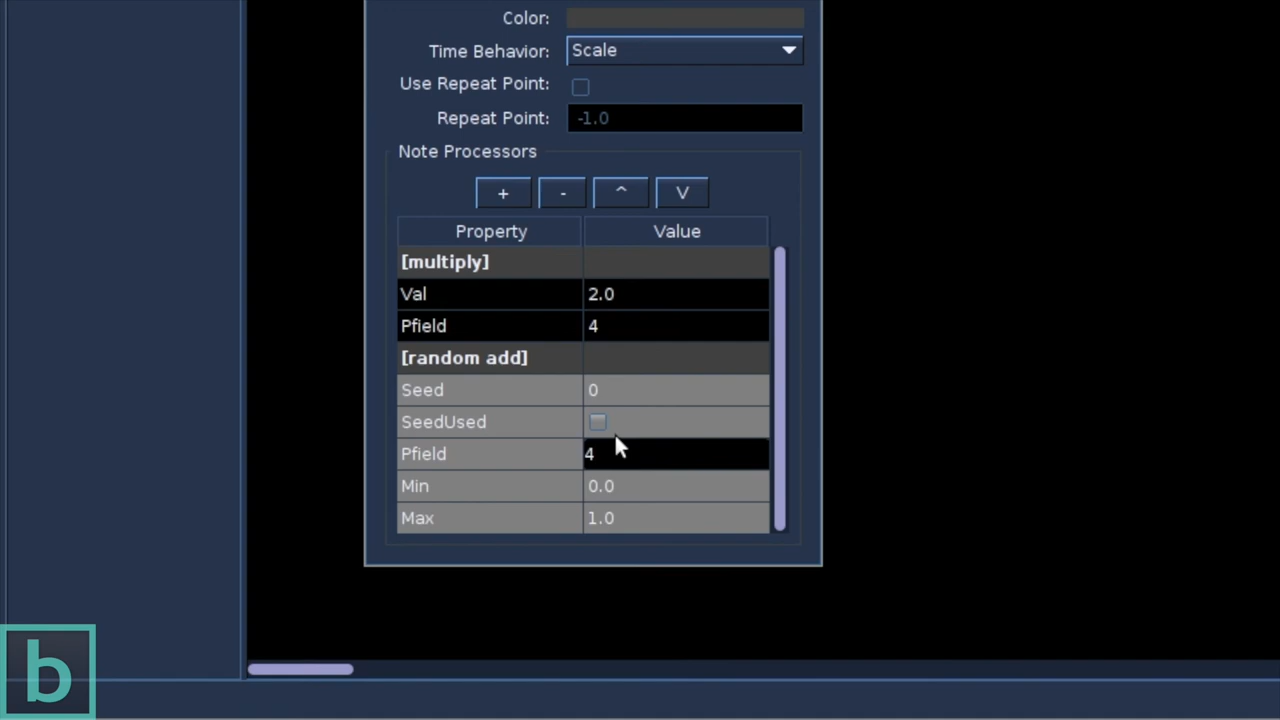 Color:
Time Behavior: Scale
Use Repeat Point:
Repeat Point: -1.0
Note Processors
+ - ^ V
Property Value
[multiply]
Val 2.0
Pfield 4
[random add]
Seed 0
SeedUsed
Pfield 4
Min 0.0
Max 1.0
b